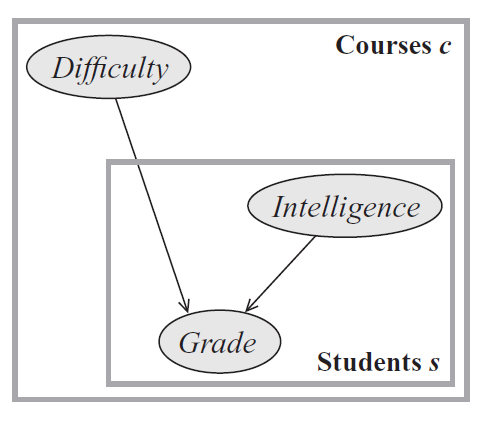 Courses c
Difficulty
Intelligence
Grade
Students s